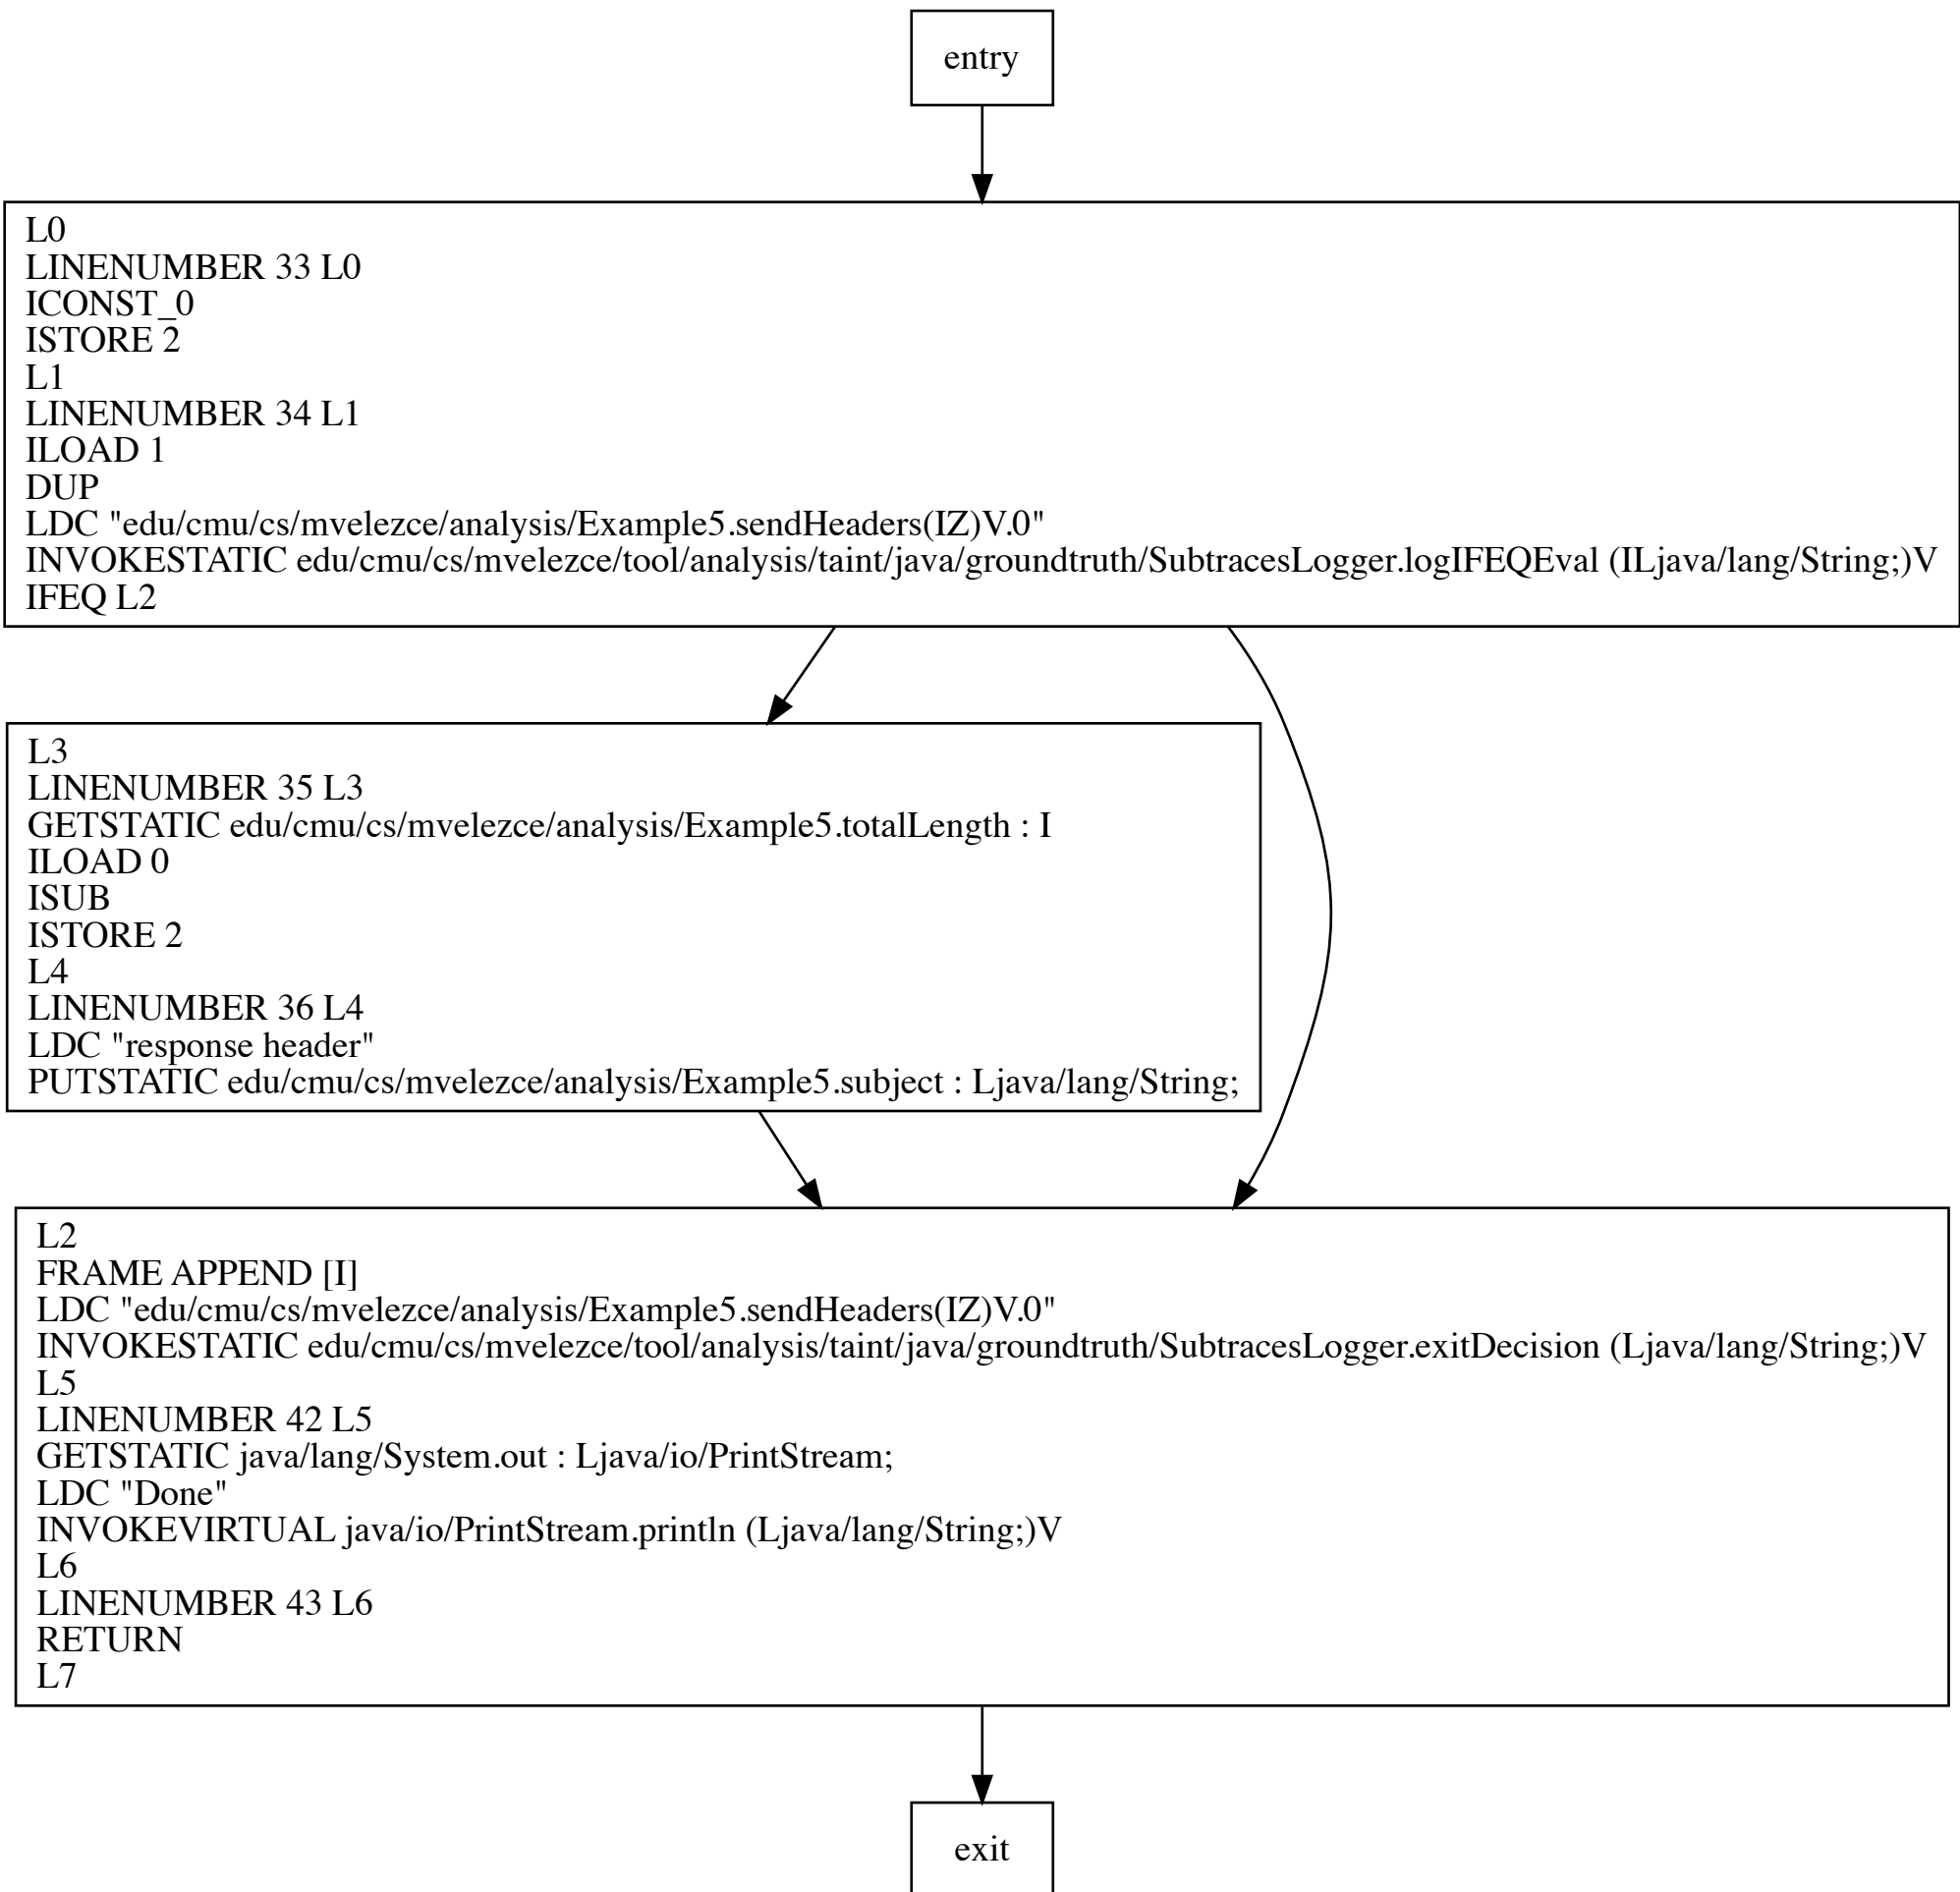 entry
L0
LINENUMBER 33 L0
ICONST_0
ISTORE 2
L1
LINENUMBER 34 L1
ILOAD 1
DUP
LDC "edu/cmu/cs/mvelezce/analysis/Example5.sendHeaders(IZ)V.0"
INVOKESTATIC edu/cmu/cs/mvelezce/tool/analysis/taint/java/groundtruth/SubtracesLogger.logIFEQEval (ILjava/lang/String;)V
IFEQ L2
L3
LINENUMBER 35 L3
GETSTATIC edu/cmu/cs/mvelezce/analysis/Example5.totalLength : I
ILOAD 0
ISUB
ISTORE 2
L4
LINENUMBER 36 L4
LDC "response header"
PUTSTATIC edu/cmu/cs/mvelezce/analysis/Example5.subject : Ljava/lang/String;
L2
FRAME APPEND [I]
LDC "edu/cmu/cs/mvelezce/analysis/Example5.sendHeaders(IZ)V.0"
INVOKESTATIC edu/cmu/cs/mvelezce/tool/analysis/taint/java/groundtruth/SubtracesLogger.exitDecision (Ljava/lang/String;)V
L5
LINENUMBER 42 L5
GETSTATIC java/lang/System.out : Ljava/io/PrintStream;
LDC "Done"
INVOKEVIRTUAL java/io/PrintStream.println (Ljava/lang/String;)V
L6
LINENUMBER 43 L6
RETURN
L7
exit